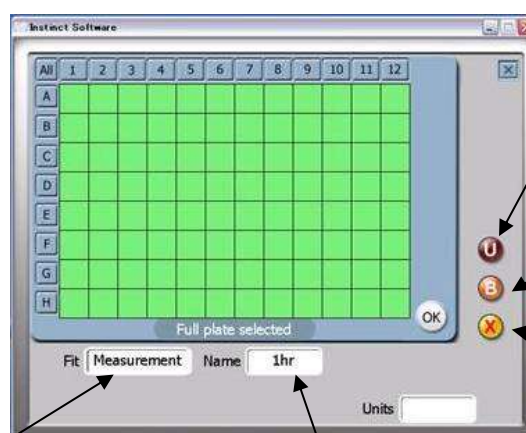 Instinct Software
All 1 2 3 4 5 6 7 8 9 10 11 12
A
B
C
D
E
F
G
H
Full plate selected
OK
U
B
X
Fit Measurement Name 1hr
Units